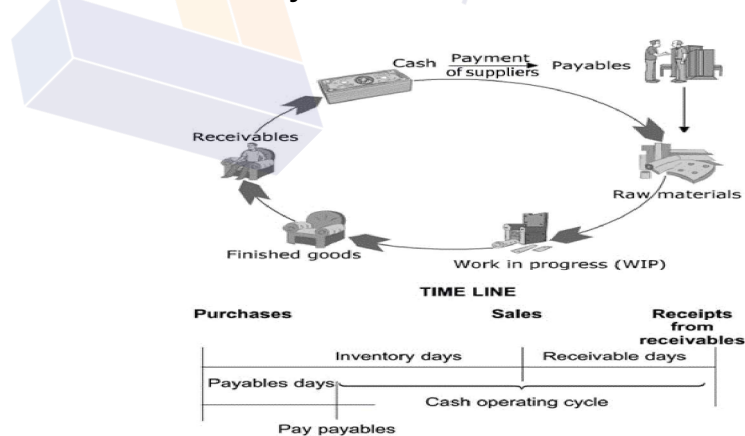 Cash Payment of suppliers Payables
Receivables
Raw materials
Finished goods
Work in progress (WIP)
TIME LINE
Purchases Sales Receipts
from
receivables
Inventory days Receivable days
Payables days
Cash operating cycle
Pay payables